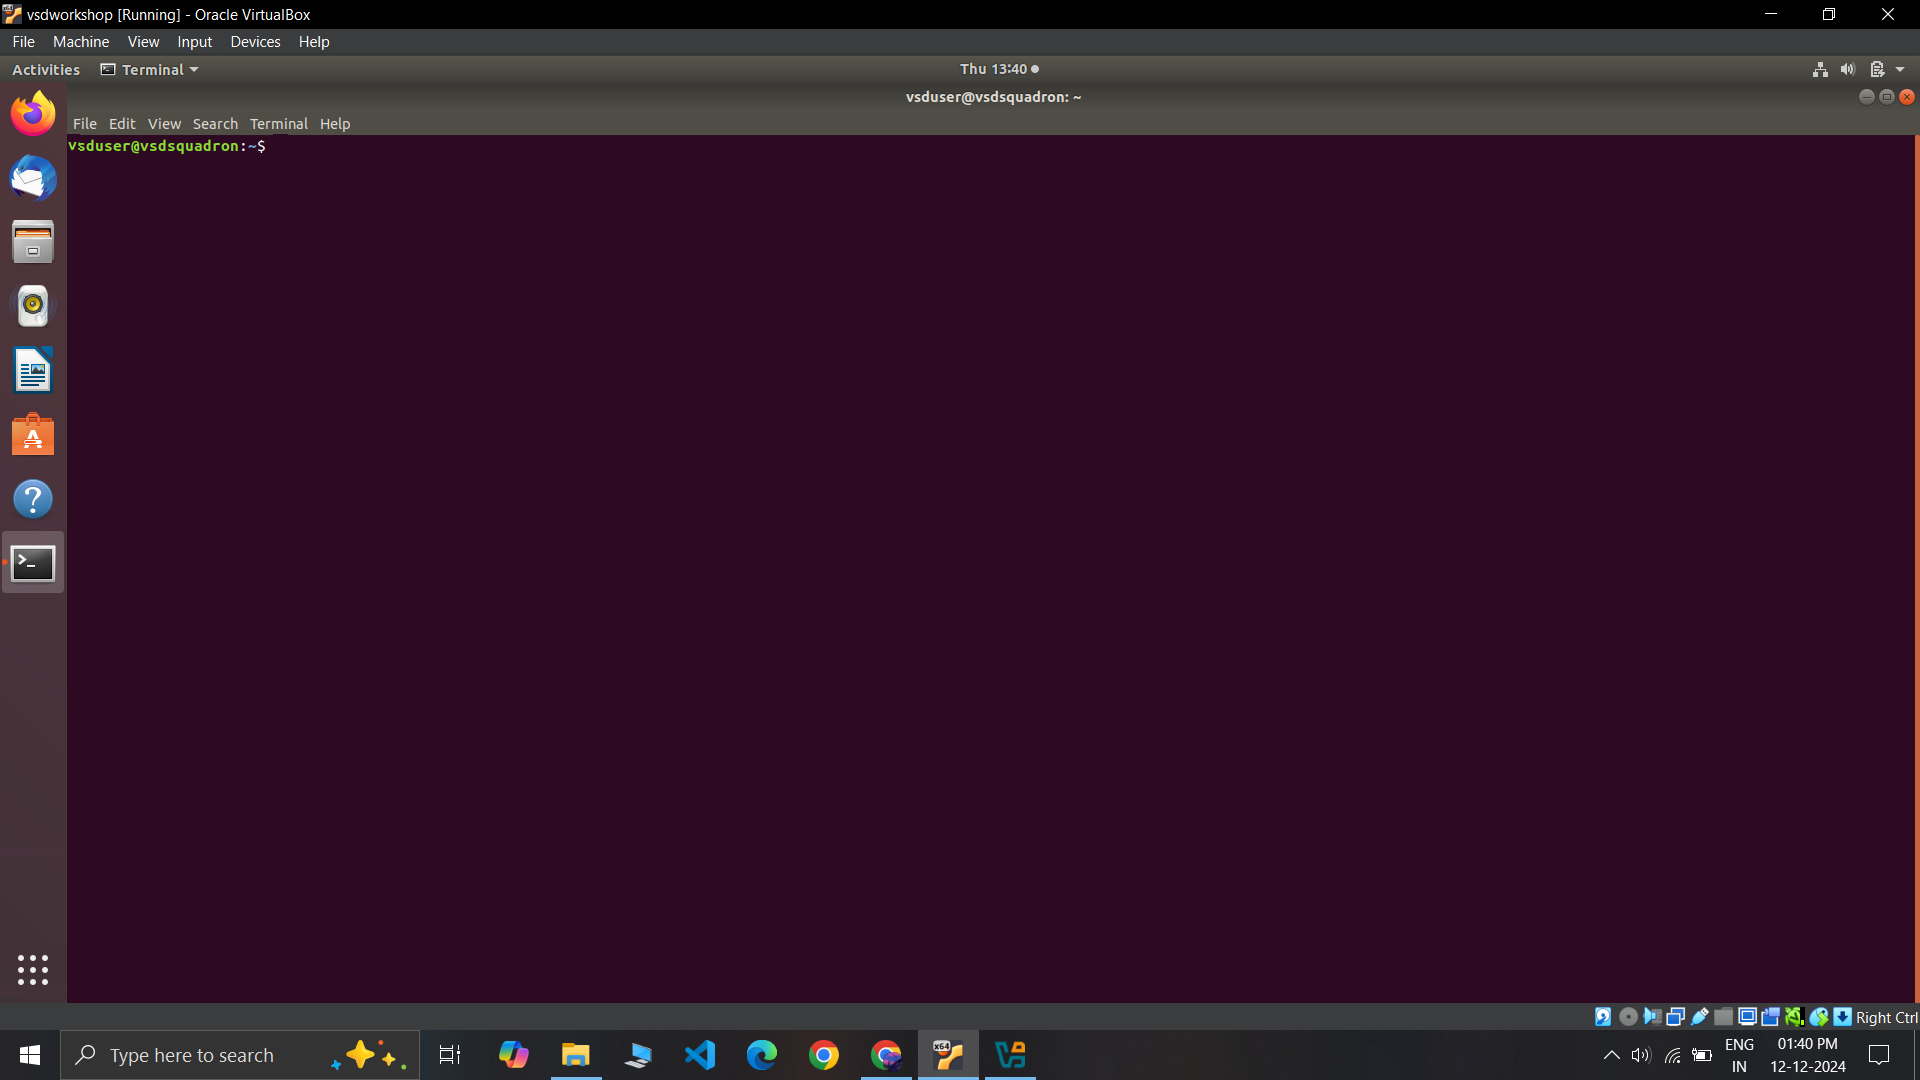 vsdworkshop [Running] - Oracle VirtualBox
File Machine View Input Devices Help
Activities Terminal Thu 13:40
vsduser@vsdsquadron: ~
File Edit View Search Terminal Help
vsduser@vsdsquadron:~$
Right Ctrl
Type here to search
ENG
IN
01:40 PM
12-12-2024